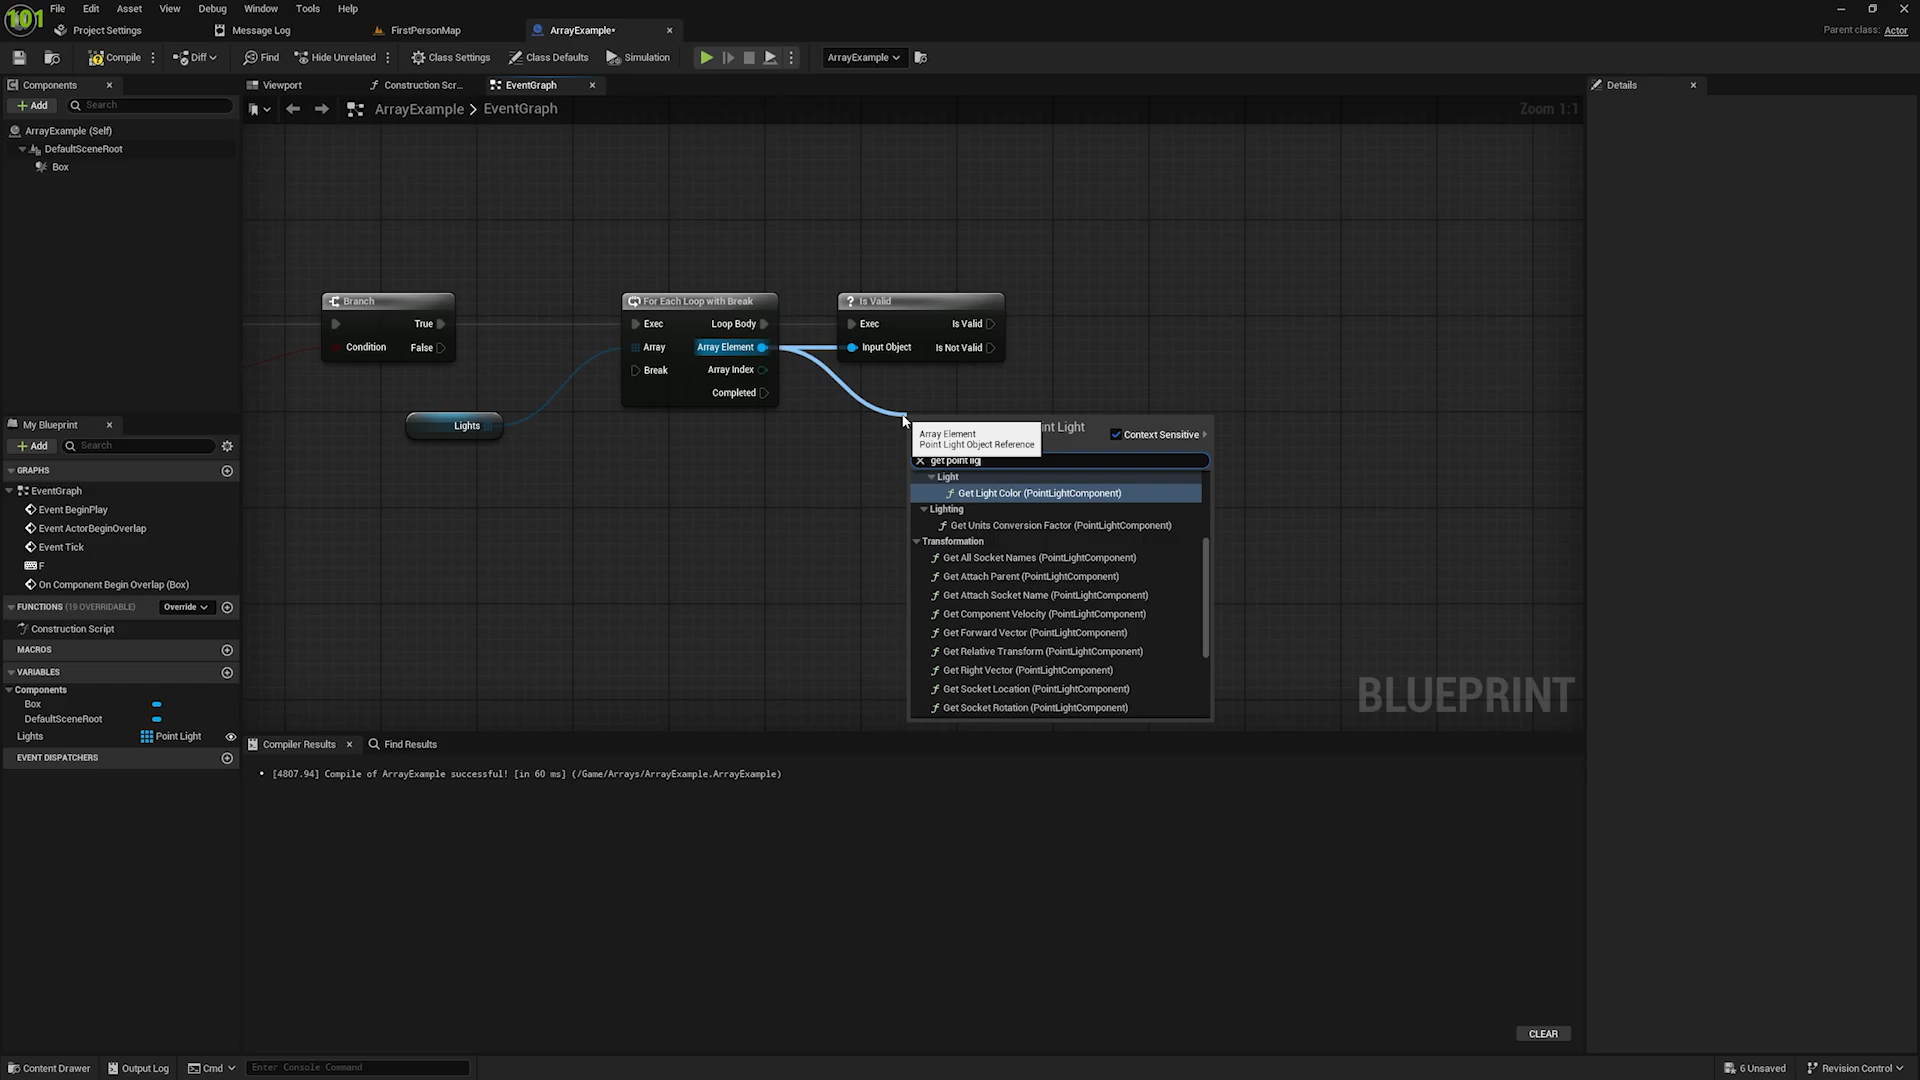 101
File Edit Asset View Debug Window Tools Help
Project Settings
Message Log
FirstPersonMap
ArrayExample*
Parent class: Actor
Compile
Diff
Find
Hide Unrelated
Class Settings
Class Defaults
Simulation
ArrayExample
Components
Viewport
Construction Scr...
EventGraph
Details
Add
Search
ArrayExample > EventGraph
Zoom 1:1
ArrayExample (Self)
DefaultSceneRoot
Box
Branch
True
Condition
False
Lights
For Each Loop with Break
Exec
Loop Body
Array
Array Element
Break
Array Index
Completed
Is Valid
Exec
Is Valid
Input Object
Is Not Valid
int Light
Array Element
Point Light Object Reference
Context Sensitive
get point lig
Light
Get Light Color (PointLightComponent)
Lighting
Get Units Conversion Factor (PointLightComponent)
Transformation
Get All Socket Names (PointLightComponent)
Get Attach Parent (PointLightComponent)
Get Attach Socket Name (PointLightComponent)
Get Component Velocity (PointLightComponent)
Get Forward Vector (PointLightComponent)
Get Relative Transform (PointLightComponent)
Get Right Vector (PointLightComponent)
Get Socket Location (PointLightComponent)
Get Socket Rotation (PointLightComponent)
BLUEPRINT
My Blueprint
Add
Search
GRAPHS
EventGraph
Event BeginPlay
Event ActorBeginOverlap
Event Tick
F
On Component Begin Overlap (Box)
FUNCTIONS (19 OVERRIDABLE)
Override
Construction Script
MACROS
VARIABLES
Components
Box
DefaultSceneRoot
Lights
Point Light
EVENT DISPATCHERS
Compiler Results
Find Results
[4807.94] Compile of ArrayExample successful! [in 60 ms] (/Game/Arrays/ArrayExample.ArrayExample)
CLEAR
Content Drawer
Output Log
Cmd
Enter Console Command
6 Unsaved
Revision Control